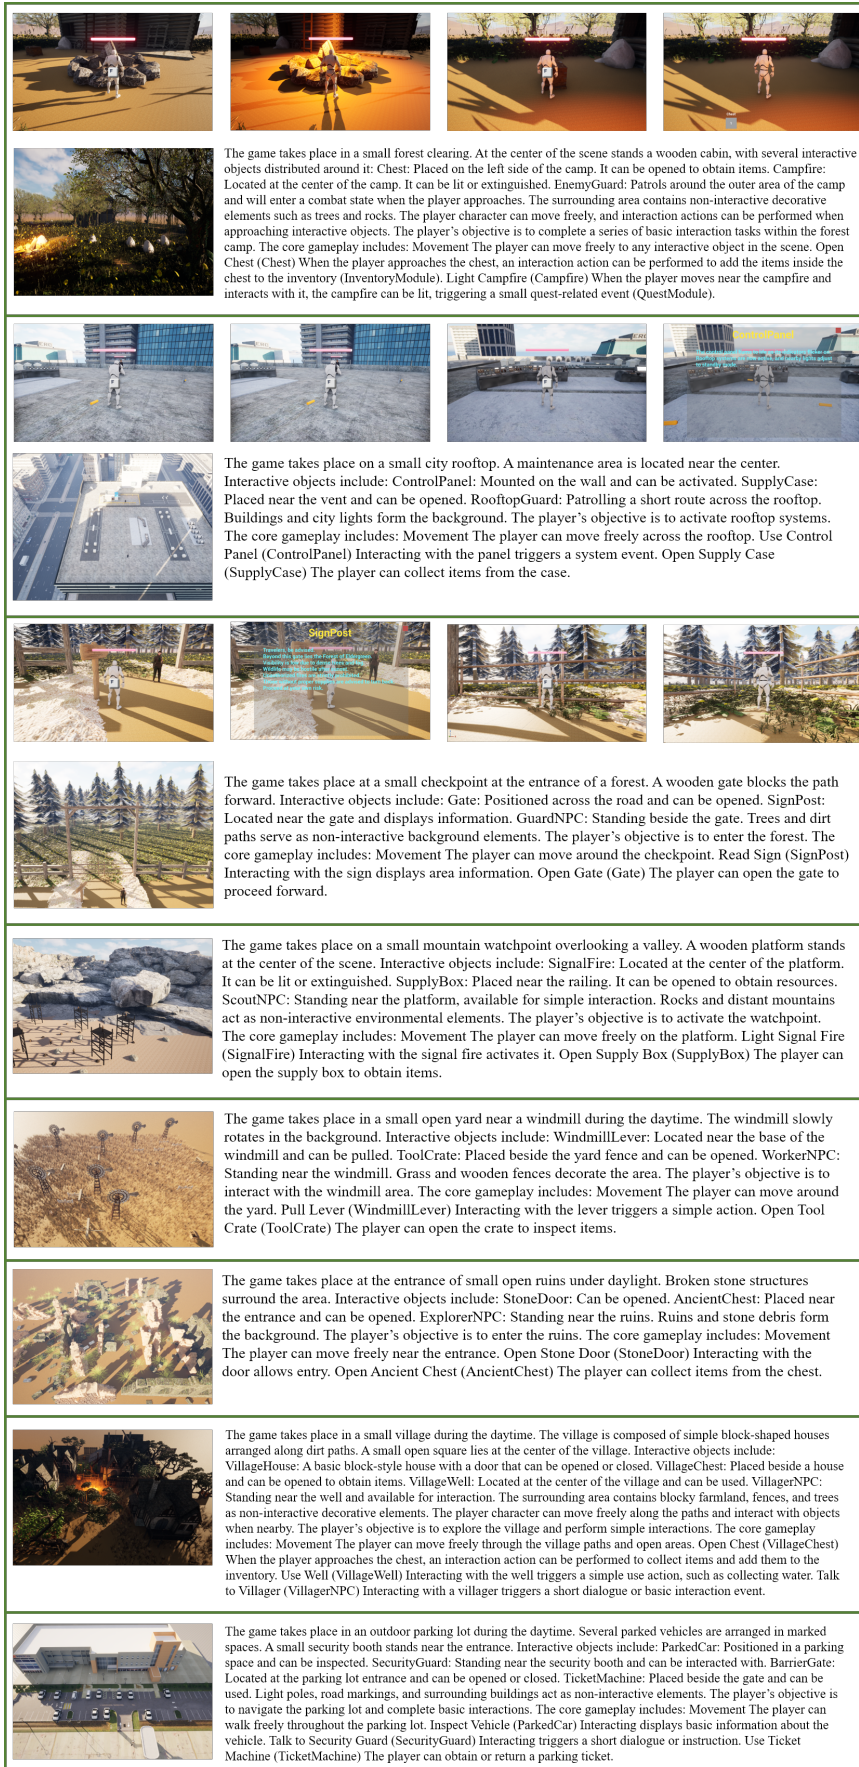 The game takes place in a small forest clearing. At the center of the scene stands a wooden cabin, with several interactive
objects distributed around it: Chest: Placed on the left side of the camp. It can be opened to obtain items. Campfire:
Located at the center of the camp. It can be lit or extinguished. EnemyGuard: Patrols around the outer area of the camp
and will enter a combat state when the player approaches. The surrounding area contains non-interactive decorative
elements such as trees and rocks. The player character can move freely, and interaction actions can be performed when
approaching interactive objects. The player's objective is to complete a series of basic interaction tasks within the forest
camp. The core gameplay includes: Movement The player can move freely to any interactive object in the scene. Open
Chest (Chest) When the player approaches the chest, an interaction action can be performed to add the items inside the
chest to the inventory (InventoryModule). Light Campfire (Campfire) When the player moves near the campfire and
interacts with it, the campfire can be lit, triggering a small quest-related event (QuestModule).
ControlPanel
The game takes place on a small city rooftop. A maintenance area is located near the center.
Interactive objects include: ControlPanel: Mounted on the wall and can be activated. SupplyCase:
Placed near the vent and can be opened. RooftopGuard: Patrolling a short route across the rooftop.
Buildings and city lights form the background. The player's objective is to activate rooftop systems.
The core gameplay includes: Movement The player can move freely across the rooftop. Use Control
Panel (ControlPanel) Interacting with the panel triggers a system event. Open Supply Case
(SupplyCase) The player can collect items from the case.
SignPost
The game takes place at a small checkpoint at the entrance of a forest. A wooden gate blocks the path
forward. Interactive objects include: Gate: Positioned across the road and can be opened. SignPost:
Located near the gate and displays information. GuardNPC: Standing beside the gate. Trees and dirt
paths serve as non-interactive background elements. The player's objective is to enter the forest. The
core gameplay includes: Movement The player can move around the checkpoint. Read Sign (SignPost)
Interacting with the sign displays area information. Open Gate (Gate) The player can open the gate to
proceed forward.
The game takes place on a small mountain watchpoint overlooking a valley. A wooden platform stands
at the center of the scene. Interactive objects include: SignalFire: Located at the center of the platform.
It can be lit or extinguished. SupplyBox: Placed near the railing. It can be opened to obtain resources.
ScoutNPC: Standing near the platform, available for simple interaction. Rocks and distant mountains
act as non-interactive environmental elements. The player's objective is to activate the watchpoint.
The core gameplay includes: Movement The player can move freely on the platform. Light Signal Fire
(SignalFire) Interacting with the signal fire activates it. Open Supply Box (SupplyBox) The player can
open the supply box to obtain items.
The game takes place in a small open yard near a windmill during the daytime. The windmill slowly
rotates in the background. Interactive objects include: WindmillLever: Located near the base of the
windmill and can be pulled. ToolCrate: Placed beside the yard fence and can be opened. WorkerNPC:
Standing near the windmill. Grass and wooden fences decorate the area. The player's objective is to
interact with the windmill area. The core gameplay includes: Movement The player can move around
the yard. Pull Lever (WindmillLever) Interacting with the lever triggers a simple action. Open Tool
Crate (ToolCrate) The player can open the crate to inspect items.
The game takes place at the entrance of small open ruins under daylight. Broken stone structures
surround the area. Interactive objects include: StoneDoor: Can be opened. AncientChest: Placed near
the entrance and can be opened. ExplorerNPC: Standing near the ruins. Ruins and stone debris form
the background. The player's objective is to enter the ruins. The core gameplay includes: Movement
The player can move freely near the entrance. Open Stone Door (StoneDoor) Interacting with the
door allows entry. Open Ancient Chest (AncientChest) The player can collect items from the chest.
The game takes place in a small village during the daytime. The village is composed of simple block-shaped houses
arranged along dirt paths. A small open square lies at the center of the village. Interactive objects include:
VillageHouse: A basic block-style house with a door that can be opened or closed. VillageChest: Placed beside a house
and can be opened to obtain items. VillageWell: Located at the center of the village and can be used. VillagerNPC:
Standing near the well and available for interaction. The surrounding area contains blocky farmland, fences, and trees
as non-interactive decorative elements. The player character can move freely along the paths and interact with objects
when nearby. The player's objective is to explore the village and perform simple interactions. The core gameplay
includes: Movement The player can move freely through the village paths and open areas. Open Chest (VillageChest)
When the player approaches the chest, an interaction action can be performed to collect items and add them to the
inventory. Use Well (VillageWell) Interacting with the well triggers a simple use action, such as collecting water. Talk
to Villager (VillagerNPC) Interacting with a villager triggers a short dialogue or basic interaction event.
The game takes place in an outdoor parking lot during the daytime. Several parked vehicles are arranged in marked
spaces. A small security booth stands near the entrance. Interactive objects include: ParkedCar: Positioned in a parking
space and can be inspected. SecurityGuard: Standing near the security booth and can be interacted with. BarrierGate:
Located at the parking lot entrance and can be opened or closed. TicketMachine: Placed beside the gate and can be
used. Light poles, road markings, and surrounding buildings act as non-interactive elements. The player's objective is
to navigate the parking lot and complete basic interactions. The core gameplay includes: Movement The player can
walk freely throughout the parking lot. Inspect Vehicle (ParkedCar) Interacting displays basic information about the
vehicle. Talk to Security Guard (SecurityGuard) Interacting triggers a short dialogue or instruction. Use Ticket
Machine (TicketMachine) The player can obtain or return a parking ticket.